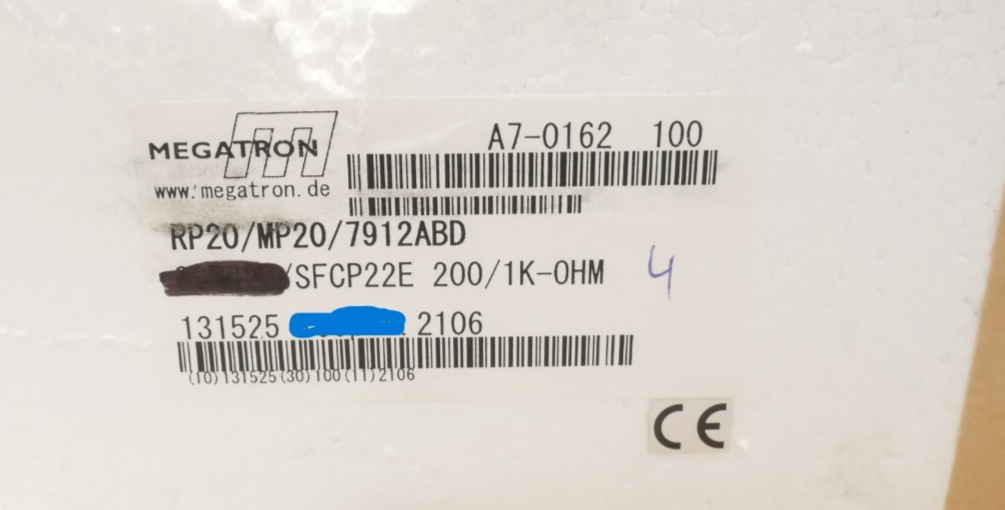 MEGATRON
www.megatron.de
A7-0162 100
RP20/MP20/7912ABD
/SFCP22E 200/1K-OHM 4
131525 2106
(10)131525(30)100(11)2106
CE